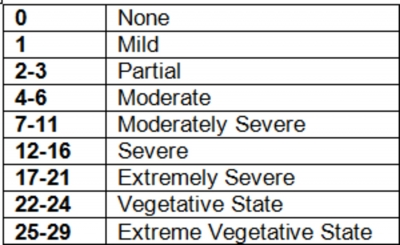 0 None
1 Mild
2-3 Partial
4-6 Moderate
7-11 Moderately Severe
12-16 Severe
17-21 Extremely Severe
22-24 Vegetative State
25-29 Extreme Vegetative State